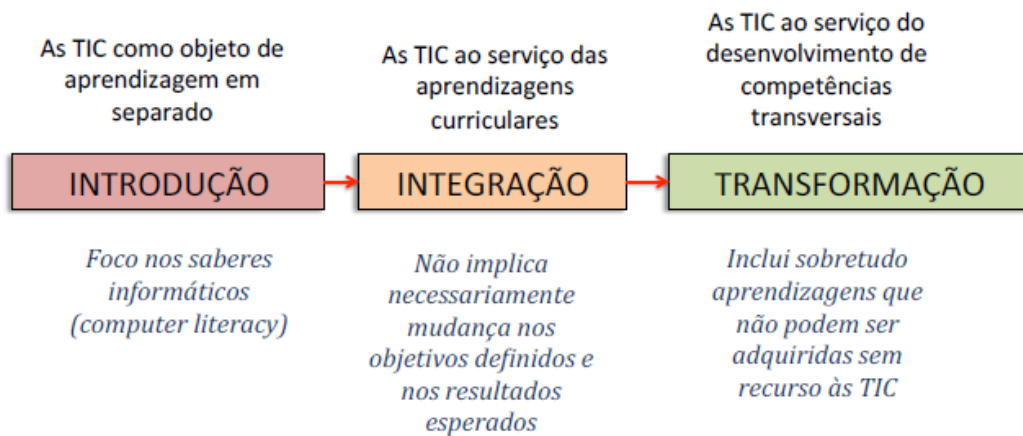 As TIC como objeto de
aprendizagem em
separado
As TIC ao serviço das
aprendizagens
curriculares
As TIC ao serviço do
desenvolvimento de
competências
transversais
INTRODUÇÃO
INTEGRAÇÃO
TRANSFORMAÇÃO
Foco nos saberes
informáticos
(computer literacy)
Não implica
necessariamente
mudança nos
objetivos definidos e
nos resultados
esperados
Inclui sobretudo
aprendizagens que
não podem ser
adquiridas sem
recurso às TIC